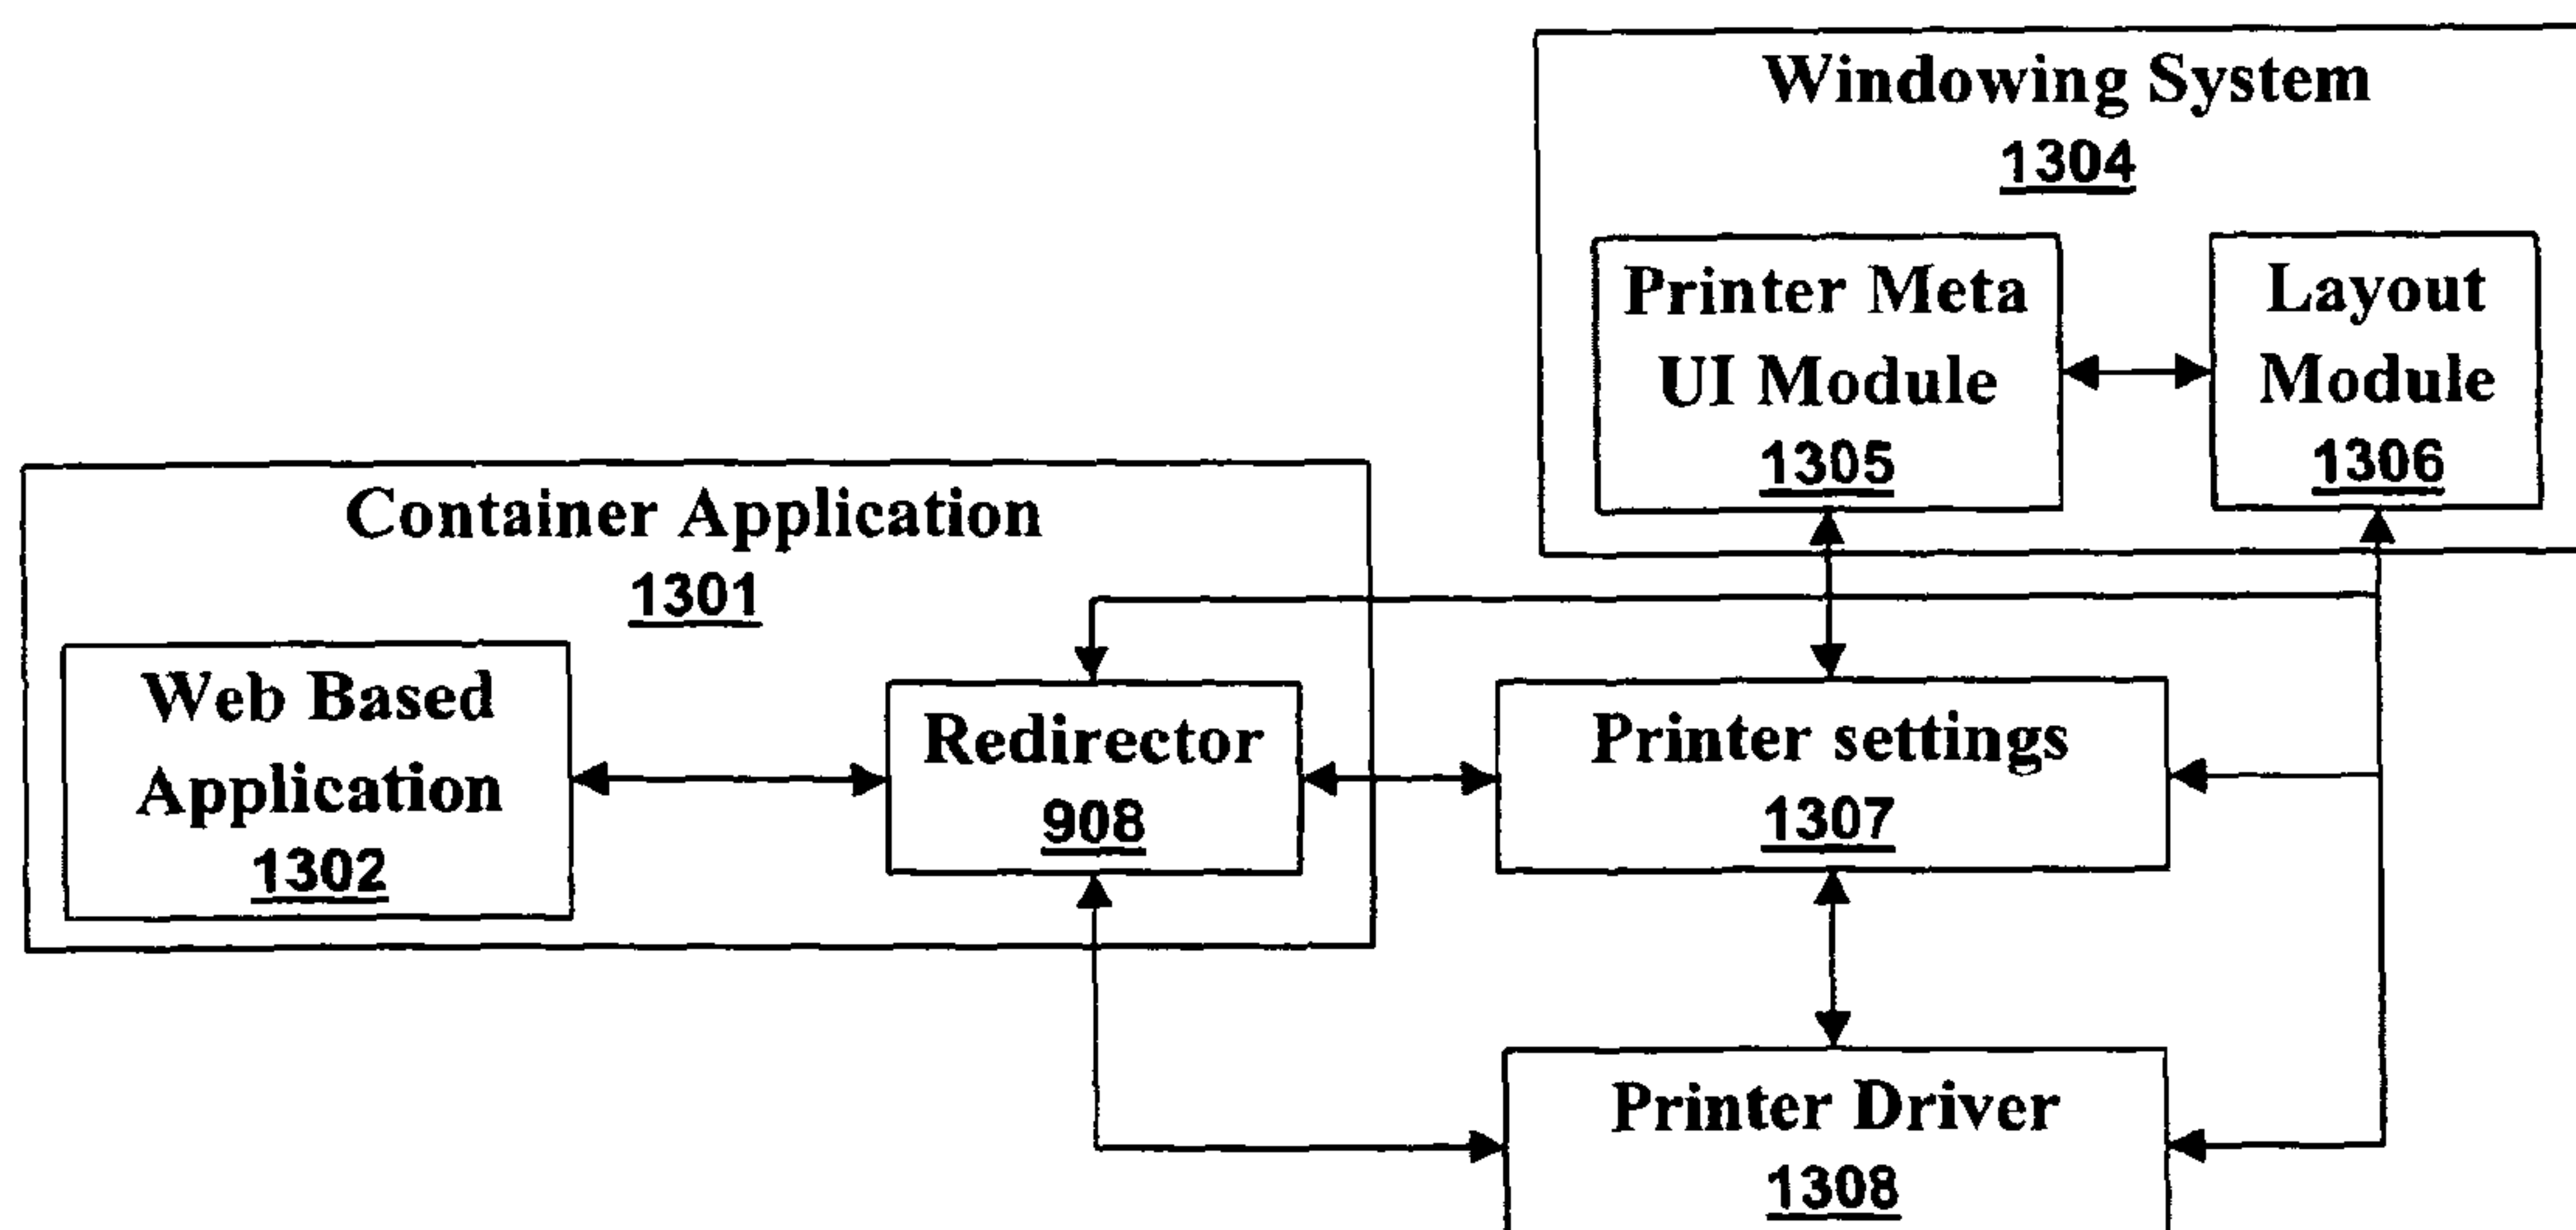 Windowing System
1304
Printer Meta
UI Module
1305
Layout
Module
1306
Container Application
1301
Web Based
Application
1302
Redirector
908
Printer settings
1307
Printer Driver
1308